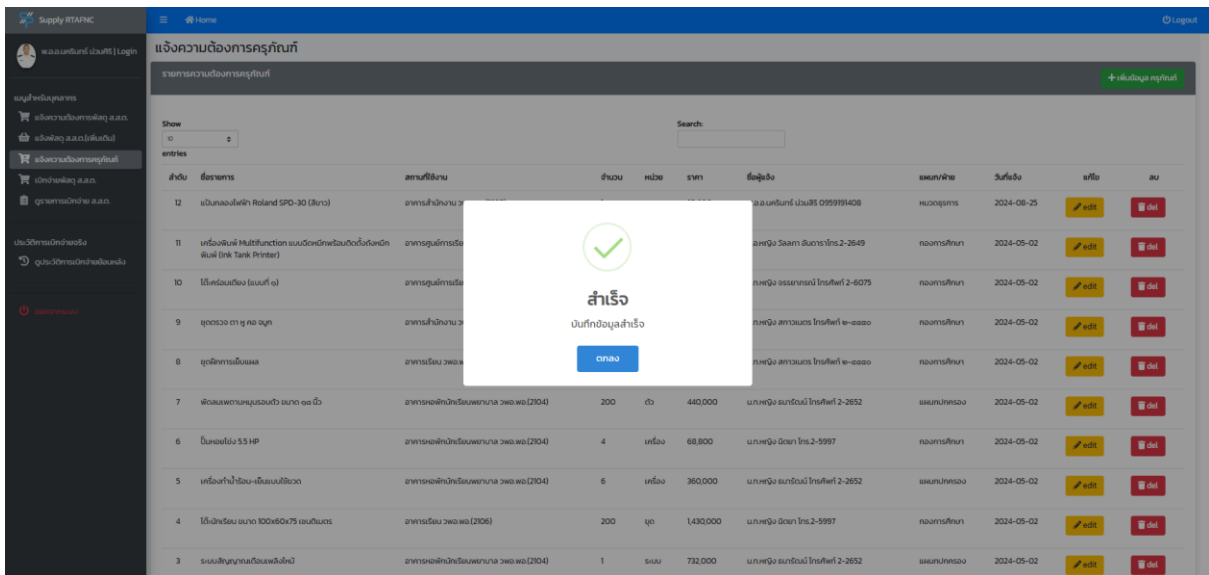 Supply RTAFNC
Home
Logout
พ.อ.อ.นครินทร์ ม่วมศิริ | Login
แจ้งความต้องการครุภัณฑ์
รายการความต้องการครุภัณฑ์
เพิ่มข้อมูล ครุภัณฑ์
เมนูสำหรับบุคลากร
แจ้งความต้องการพัสดุ ส.ส.ต.
แจ้งพัสดุ ส.ส.ต.(เพิ่มเติม)
แจ้งความต้องการครุภัณฑ์
เบิกจ่ายพัสดุ ส.ส.ต.
ดูรายการเบิกจ่าย ส.ส.ต.
ประวัติการเบิกจ่ายจริง
ดูประวัติการเบิกจ่ายย้อนหลัง
ออกจากระบบ
Show
10
entries
Search:
ลำดับ ชื่อรายการ สถานที่ใช้งาน จำนวน หน่วย ราคา ชื่อผู้แจ้ง แผนก/ฝ่าย วันที่แจ้ง แก้ไข ลบ
12 แป้นกลองไฟฟ้า Roland SPD-30 (สีขาว) อาคารสำนักงาน 0959191408 หมวดธุรการ 2024-08-25 edit del
11 เครื่องพิมพ์ Multifunction แบบฉีดหมึกพร้อมติดตั้งถังหมึก กองการศึกษา 2024-05-02 edit del
พิมพ์ (Ink Tank Printer)
10 โต๊ะคร่อมเตียง (แบบที่ ๑) โทรศัพท์ 2-6075 กองการศึกษา 2024-05-02 edit del
9 ชุดตรวจ ตา หู คอ จมูก อาคารสำนักงาน กองการศึกษา 2024-05-02 edit del
8 ชุดฝึกการเย็บแผล อาคารเรียน กองการศึกษา 2024-05-02 edit del
7 พัดลมเพดานหมุนรอบตัว ขนาด ๑๘ นิ้ว อาคารหอพักนักเรียนพยาบาล วพอ.พอ.(2104) 200 ตัว 440,000 น.ท.หญิง ธนารัตน์ โทรศัพท์ 2-2652 แผนกปกครอง 2024-05-02 edit del
6 ปั๊มหอยโข่ง 5.5 HP อาคารหอพักนักเรียนพยาบาล วพอ.พอ.(2104) 4 เครื่อง 68,800 น.ท.หญิง นิตยา โทร.2-5997 กองการศึกษา 2024-05-02 edit del
5 เครื่องทำน้ำร้อน-เย็นแบบใช้ขวด อาคารหอพักนักเรียนพยาบาล วพอ.พอ.(2104) 6 เครื่อง 360,000 น.ท.หญิง ธนารัตน์ โทรศัพท์ 2-2652 แผนกปกครอง 2024-05-02 edit del
4 โต๊ะนักเรียน ขนาด 100x60x75 เซนติเมตร อาคารเรียน วพอ.พอ.(2106) 200 ชุด 1,430,000 น.ท.หญิง นิตยา โทร.2-5997 กองการศึกษา 2024-05-02 edit del
3 ระบบสัญญาณเตือนเพลิงไหม้ อาคารหอพักนักเรียนพยาบาล วพอ.พอ.(2104) 1 ระบบ 732,000 น.ท.หญิง ธนารัตน์ โทรศัพท์ 2-2652 แผนกปกครอง 2024-05-02 edit del
สำเร็จ
บันทึกข้อมูลสำเร็จ
ตกลง